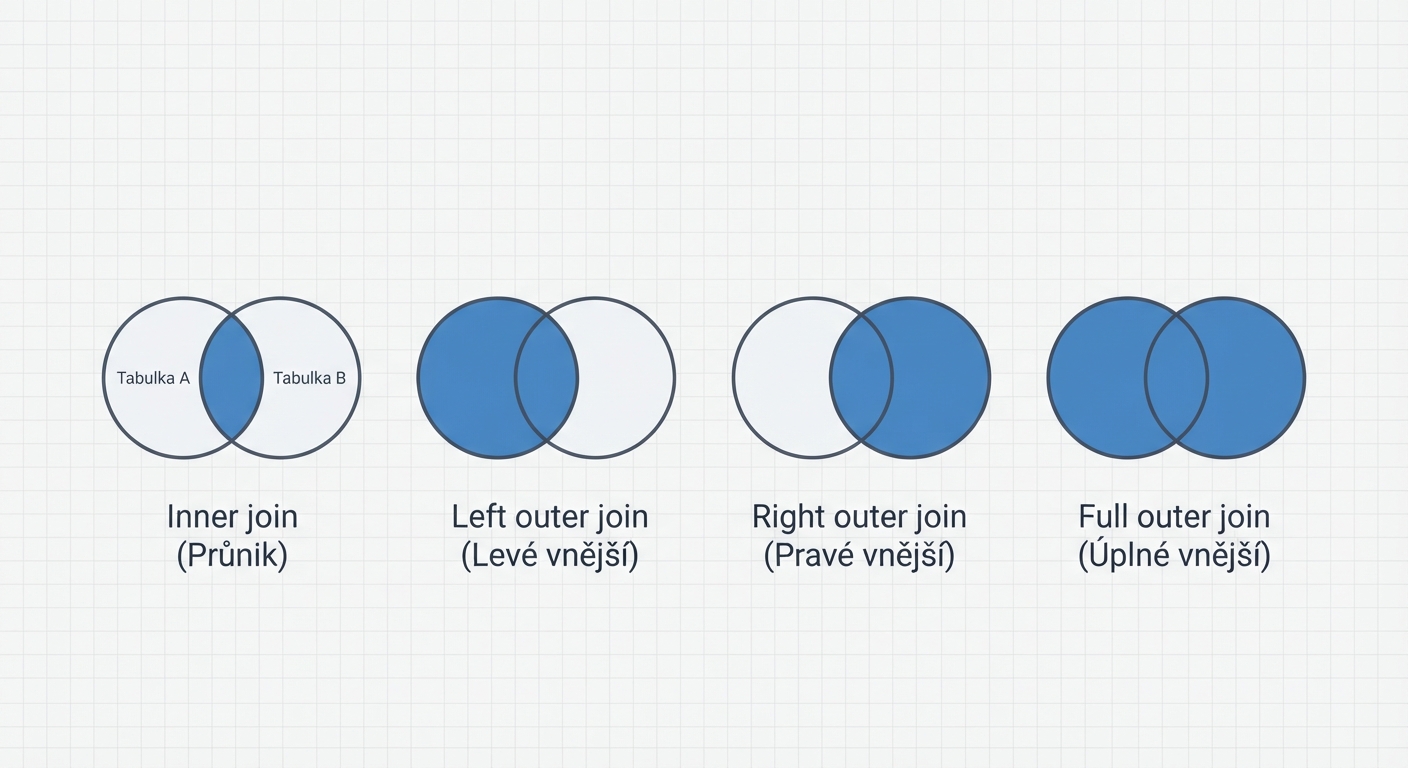 Tabulka A
Tabulka B
Inner join
(Průnik)
Left outer join
(Levé vnější)
Right outer join
(Pravé vnější)
Full outer join
(Úplné vnější)